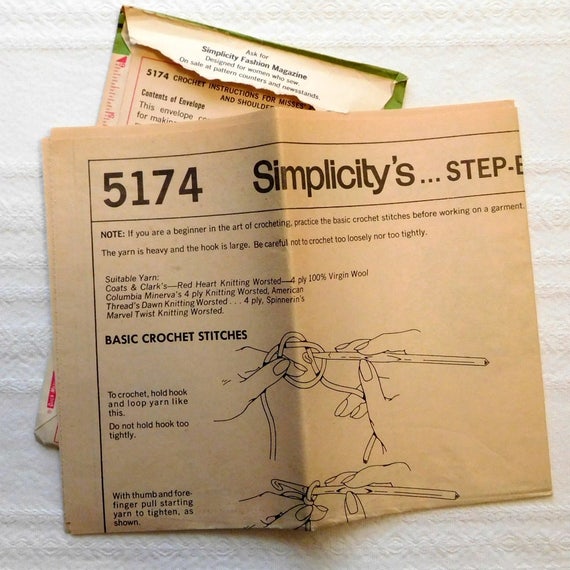 Ask for
Simplicity Fashion Magazine
Designed for women who sew.
On sale at pattern counters and newsstands.
5174 CROCHET INSTRUCTIONS FOR MISSES'
AND SHOULDER
Contents of Envelope
This envelope co
for making
5174 Simplicity's... STEP-B
NOTE: If you are a beginner in the art of crocheting, practice the basic crochet stitches before working on a garment.
The yarn is heavy and the hook is large. Be careful not to crochet too loosely nor too tightly.
Suitable Yarn:
Coats & Clark's—Red Heart Knitting Worsted—4 ply 100% Virgin Wool
Columbia Minerva's 4 ply Knitting Worsted, American
Thread's Dawn Knitting Worsted . . . 4 ply, Spinnerin's
Marvel Twist Knitting Worsted.
BASIC CROCHET STITCHES
To crochet, hold hook
and loop yarn like
this.
Do not hold hook too
tightly.
With thumb and fore-
finger pull starting
yarn to tighten, as
shown.